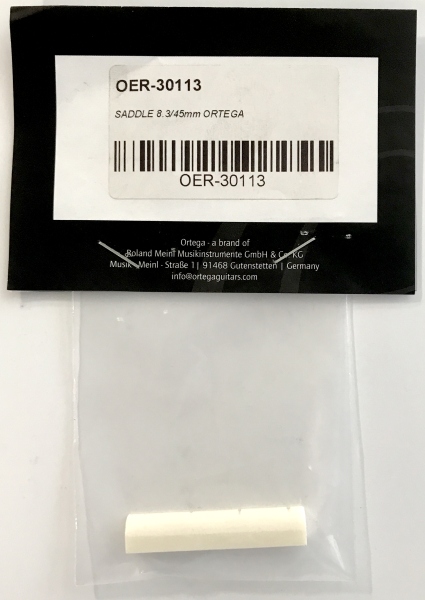 OER-30113
SADDLE 8.3/45mm ORTEGA
OER-30113
Ortega - a brand of
Roland Meinl Musikinstrumente GmbH & Co. KG
Musik - Meinl - Straße 1 | 91468 Gutenstetten | Germany
info@ortegaguitars.com